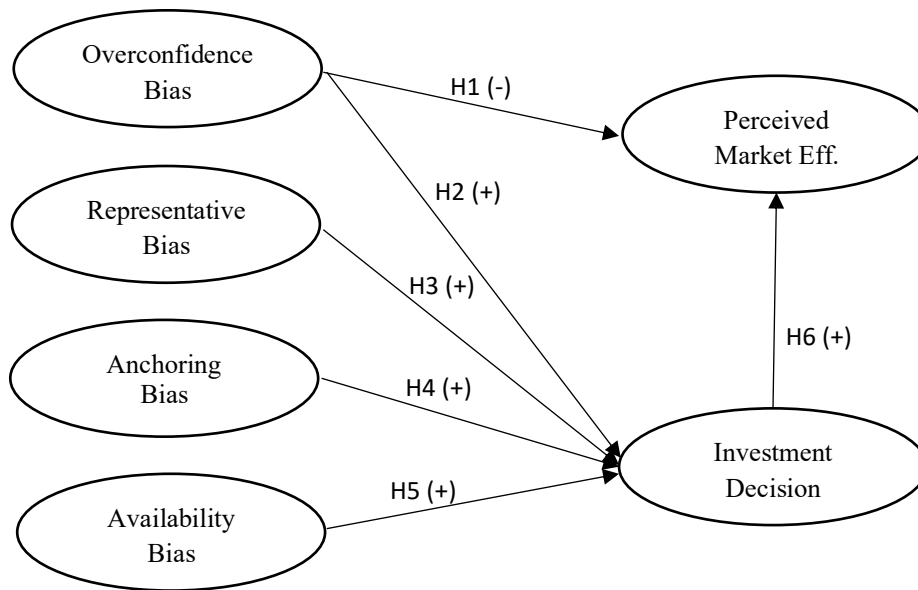 Overconfidence
Bias
H1 (-)
Perceived
Market Eff.
H2 (+)
Representative
Bias
H3 (+)
H6 (+)
Anchoring
Bias
H4 (+)
Investment
Decision
H5 (+)
Availability
Bias